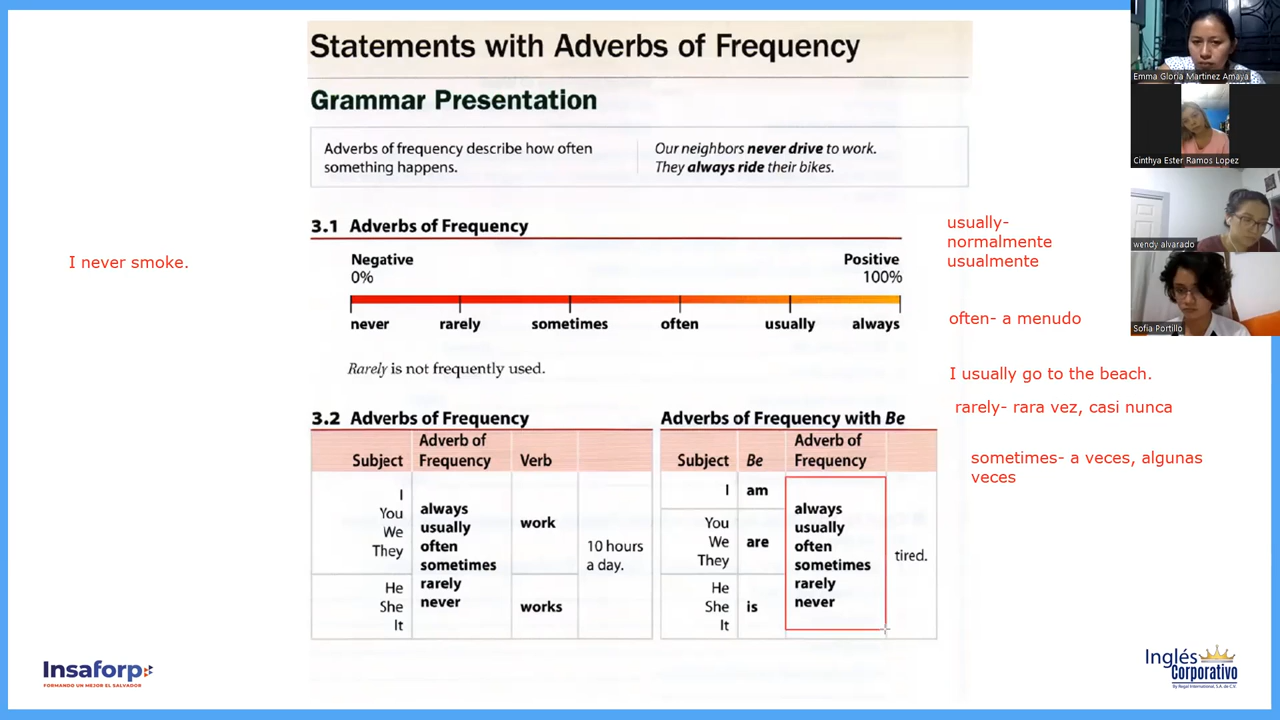 Statements with Adverbs of Frequency
Grammar Presentation
Adverbs of frequency describe how often
something happens.
Our neighbors never drive to work.
They always ride their bikes.
3.1 Adverbs of Frequency
Negative
0%
Positive
100%
never rarely sometimes often usually always
Rarely is not frequently used.
I never smoke.
usually-
normalmente
usualmente
often- a menudo
I usually go to the beach.
rarely- rara vez, casi nunca
sometimes- a veces, algunas
veces
3.2 Adverbs of Frequency
Subject
Adverb of
Frequency
Verb
I
You
We
They
He
She
It
always
usually
often
sometimes
rarely
never
work
works
10 hours
a day.
Adverbs of Frequency with Be
Subject
Be
Adverb of
Frequency
I
am
You
We
They
are
He
She
It
is
always
usually
often
sometimes
rarely
never
tired.
Emma Gloria Martinez Amaya
Cinthya Ester Ramos Lopez
wendy alvarado
Sofia Portillo
Insaforp
FORMANDO UN MEJOR EL SALVADOR
Inglés
Corporativo
By Regal International, S.A. de C.V.